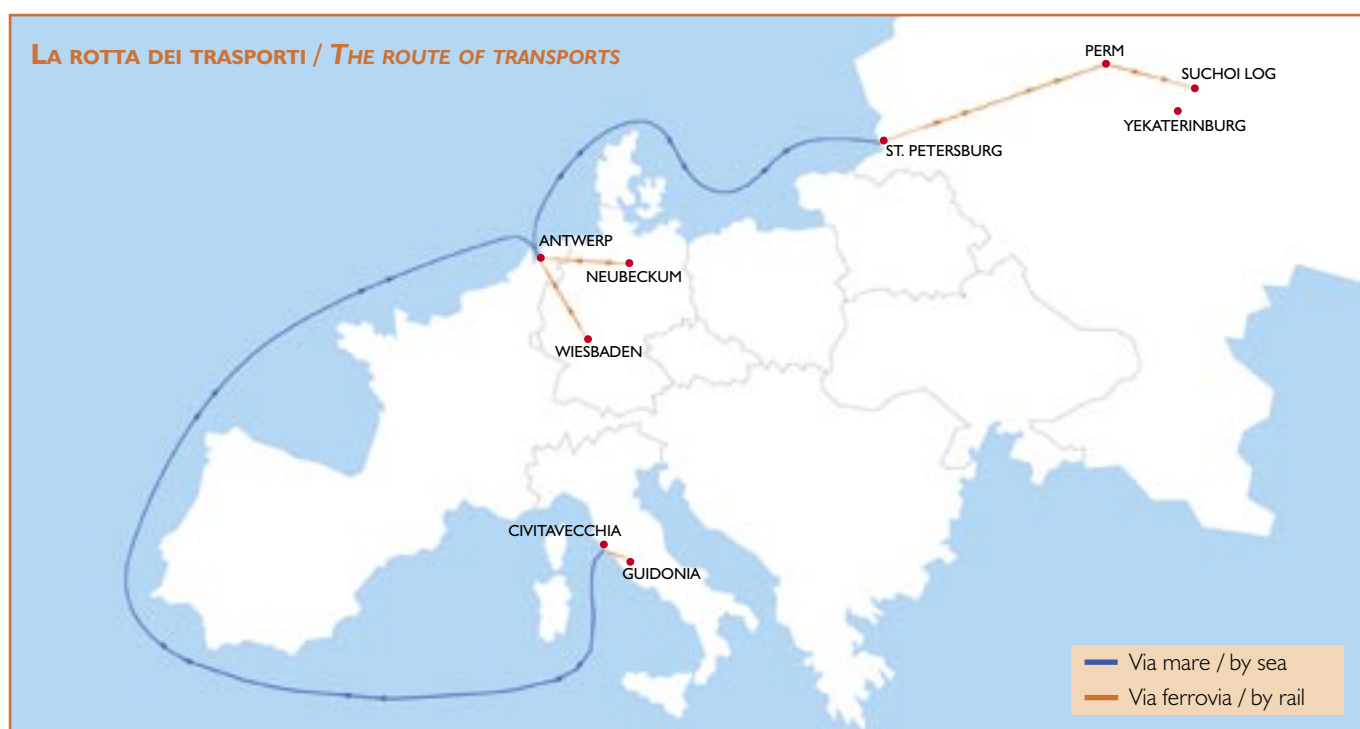 LA ROTTA DEI TRASPORTI / THE ROUTE OF TRANSPORTS
PERM
SUCHOI LOG
YEKATERINBURG
ST. PETERSBURG
ANTWERP
NEUBECKUM
WIESBADEN
CIVITAVECCHIA
GUIDONIA
Via mare / by sea
Via ferrovia / by rail